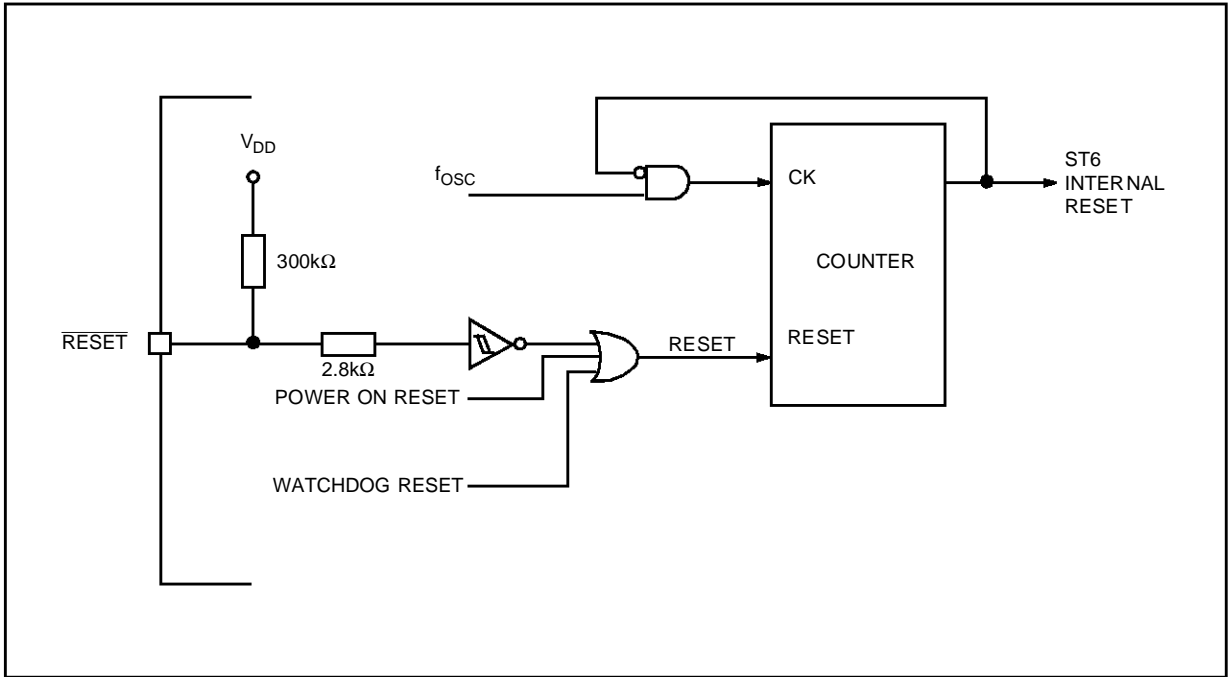 V_DD
f_OSC
CK
ST6
INTERNAL
RESET
300kΩ
COUNTER
RESET
RESET
RESET
2.8kΩ
POWER ON RESET
WATCHDOG RESET